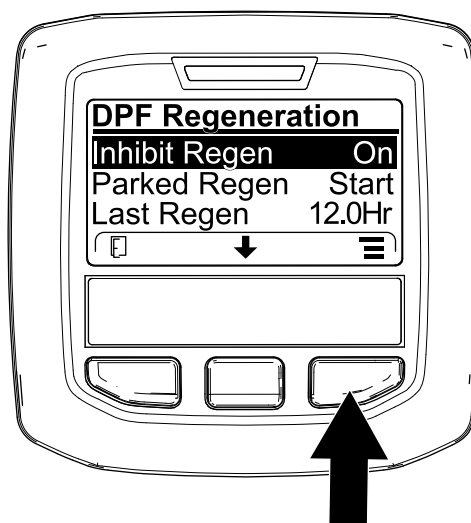 DPF Regeneration
Inhibit Regen On
Parked Regen Start
Last Regen 12.0Hr